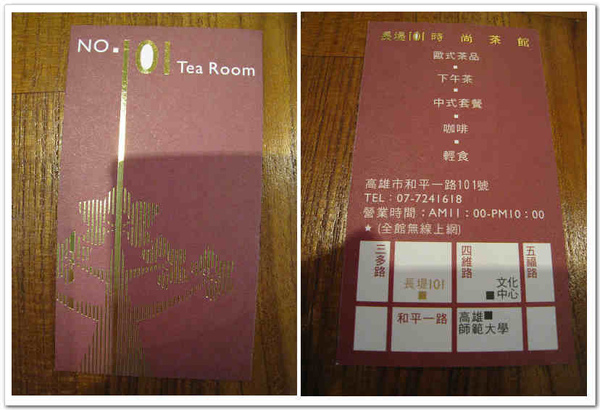 NO.101
Tea Room
長堤101時尚茶館
歐式茶品
下午茶
中式套餐
咖啡
輕食
高雄市和平一路101號
TEL:07-7241618
營業時間:AM11:00-PM10:00
★(全館無線上網)
三多路
四維路
五福路
長堤101
文化
中心
和平一路
高雄
師範大學